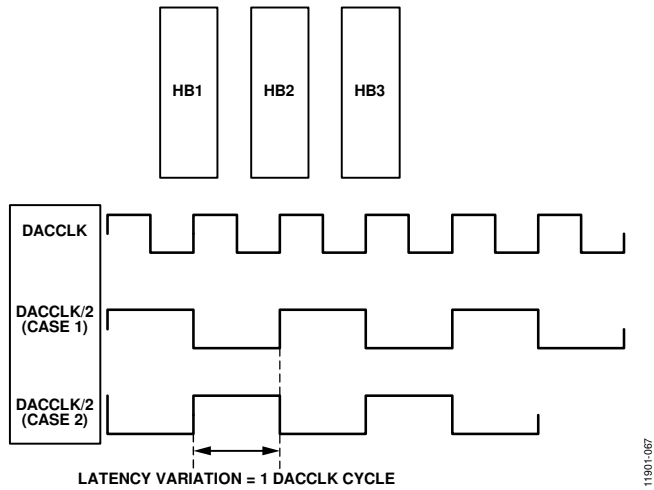 HB1
HB2
HB3
DACCLK
DACCLK/2
(CASE 1)
DACCLK/2
(CASE 2)
LATENCY VARIATION = 1 DACCLK CYCLE
11901-067